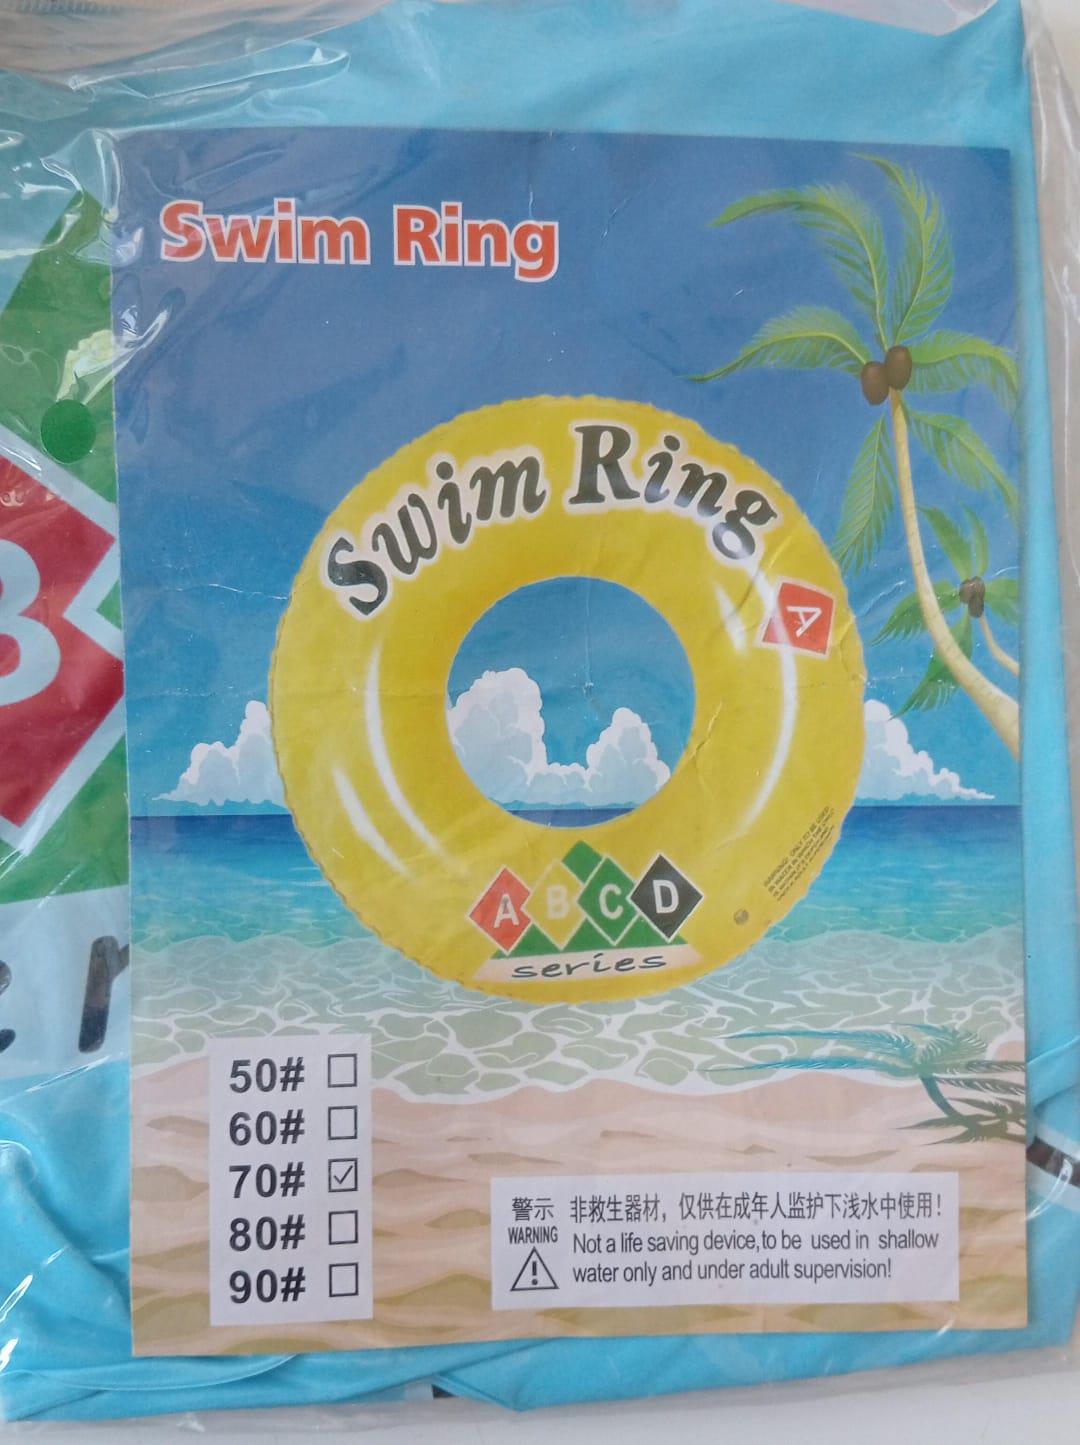 Swim Ring
Swim Ring
A
A B C D
series
B
50# ☐
60# ☐
70# ☑
80# ☐
90# ☐
警示 非救生器材，仅供在成年人监护下浅水中使用！
WARNING Not a life saving device, to be used in shallow
water only and under adult supervision!